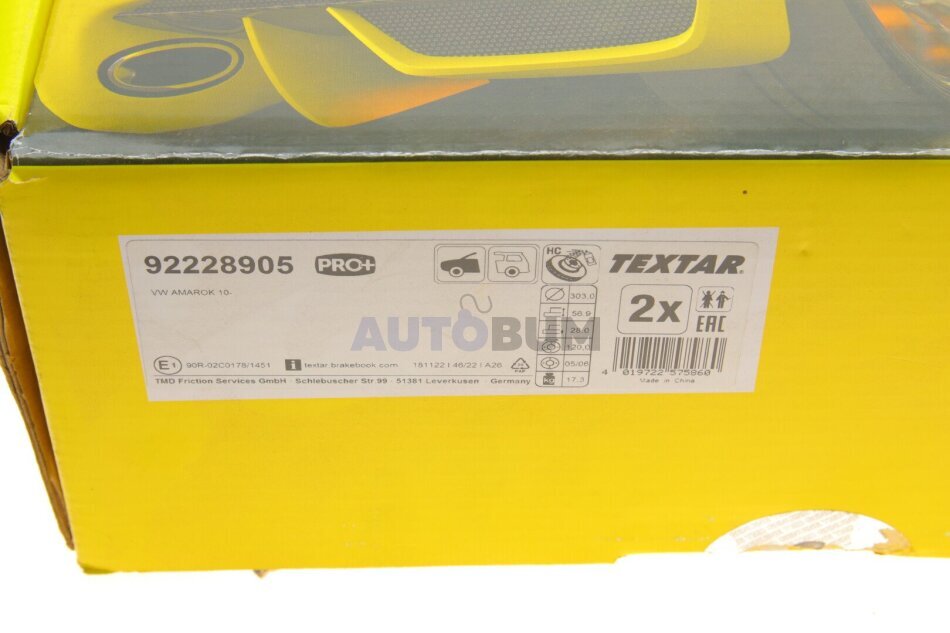 92228905 PRO+ HC TEXTAR
VW AMAROK 10-
303,0
56.9
28.0
120,0
05/06
17.3
2x
EAC
AUTOBUM
E1 90R-02C0178/1451 i textar.brakebook.com 181122 I 46/22 I A26 PAP
TMD Friction Services GmbH · Schlebuscher Str 99 · 51381 Leverkusen · Germany
4 019722 575860
Made in China